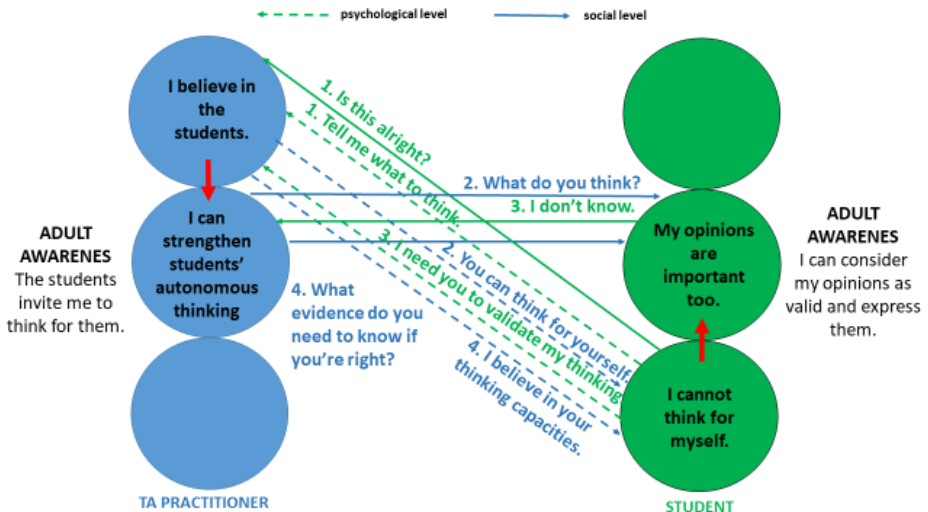 psychological level
social level
I believe in
the
students.
1. Is this alright?
1. Tell me what to think.
2. What do you think?
3. I don't know.
I can
strengthen
students'
autonomous
thinking
My opinions
are
important
too.
ADULT
AWARENES
The students
invite me to
think for them.
ADULT
AWARENES
I can consider
my opinions as
valid and express
them.
2. You can think for yourself.
3. I need you to validate my thinking
4. What
evidence do you
need to know if
you're right?
4. I believe in your
thinking capacities.
I cannot
think for
myself.
TA PRACTITIONER
STUDENT